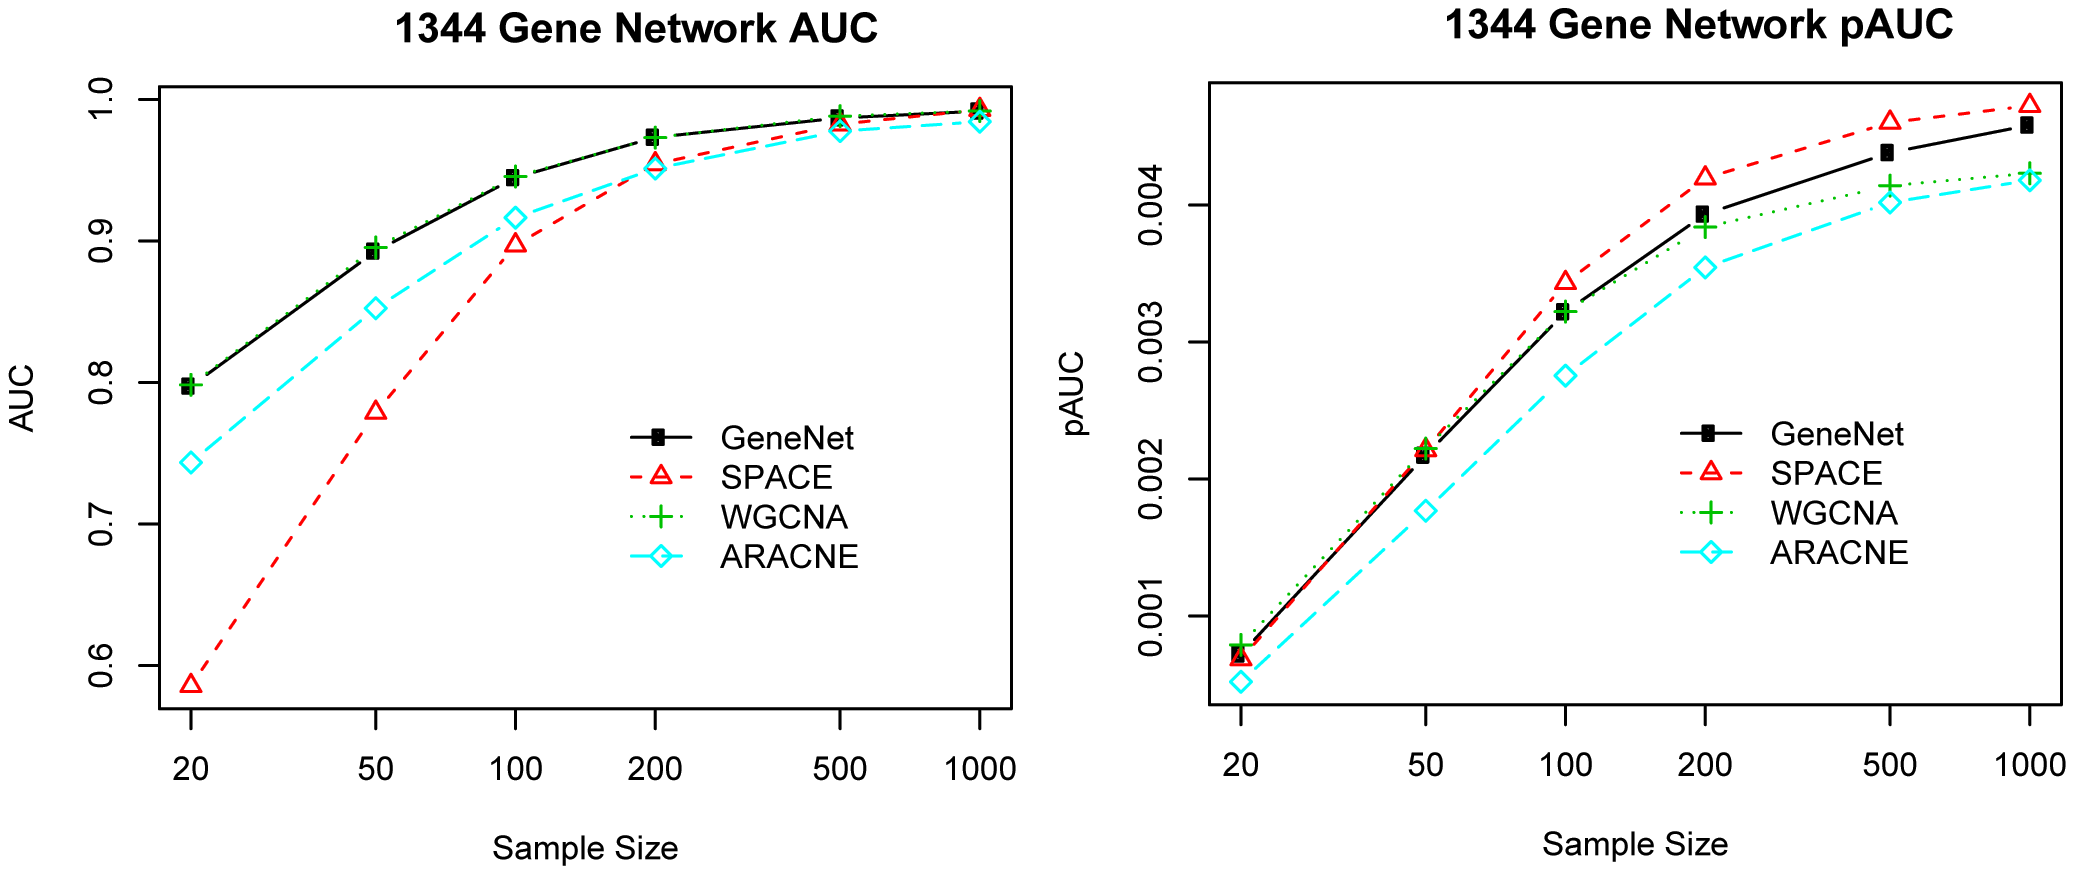 1344 Gene Network AUC
AUC
1.0
0.9
0.8
0.7
0.6
GeneNet
SPACE
WGCNA
ARACNE
20 50 100 200 500 1000
Sample Size
1344 Gene Network pAUC
pAUC
0.004
0.003
0.002
0.001
GeneNet
SPACE
WGCNA
ARACNE
20 50 100 200 500 1000
Sample Size